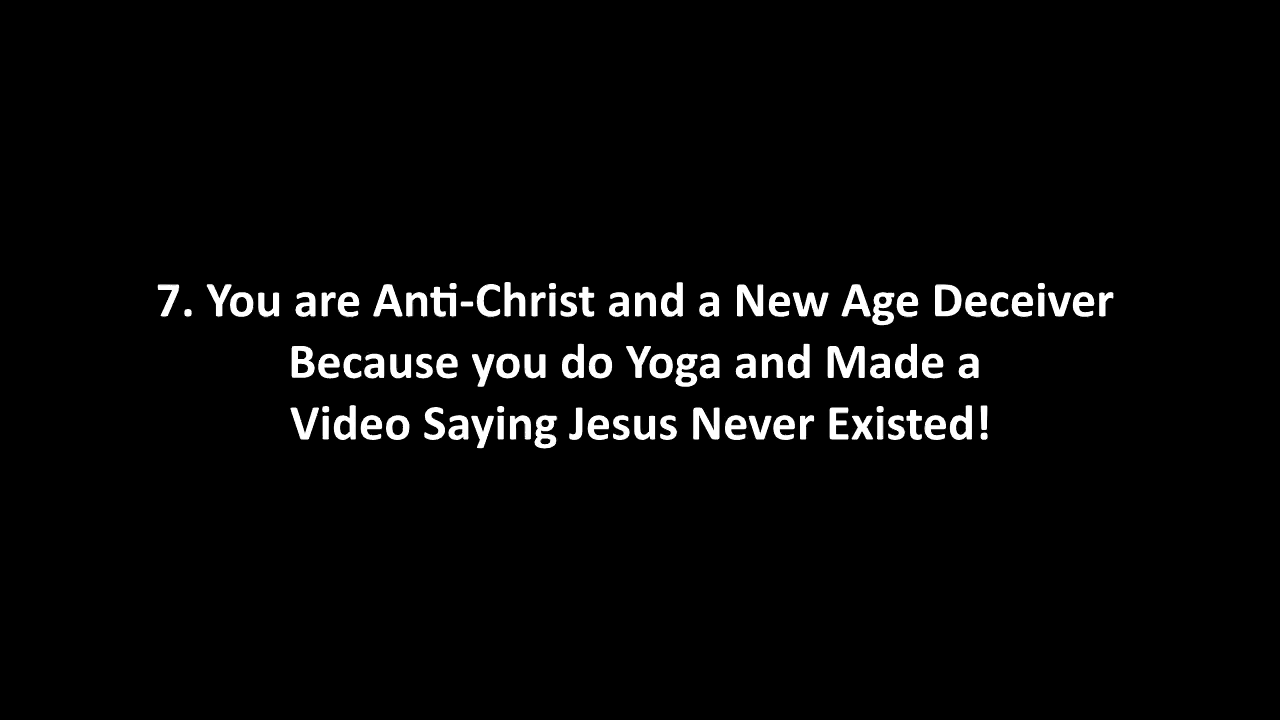 7. You are Anti-Christ and a New Age Deceiver
Because you do Yoga and Made a
Video Saying Jesus Never Existed!